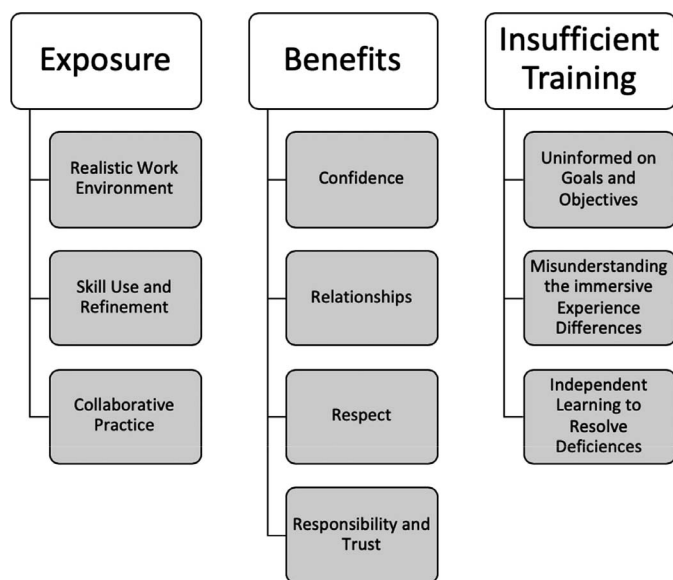 Exposure
Realistic Work
Environment
Skill Use and
Refinement
Collaborative
Practice
Benefits
Confidence
Relationships
Respect
Responsibility and
Trust
Insufficient
Training
Uninformed on
Goals and
Objectives
Misunderstanding
the immersive
Experience
Differences
Independent
Learning to
Resolve
Deficiences